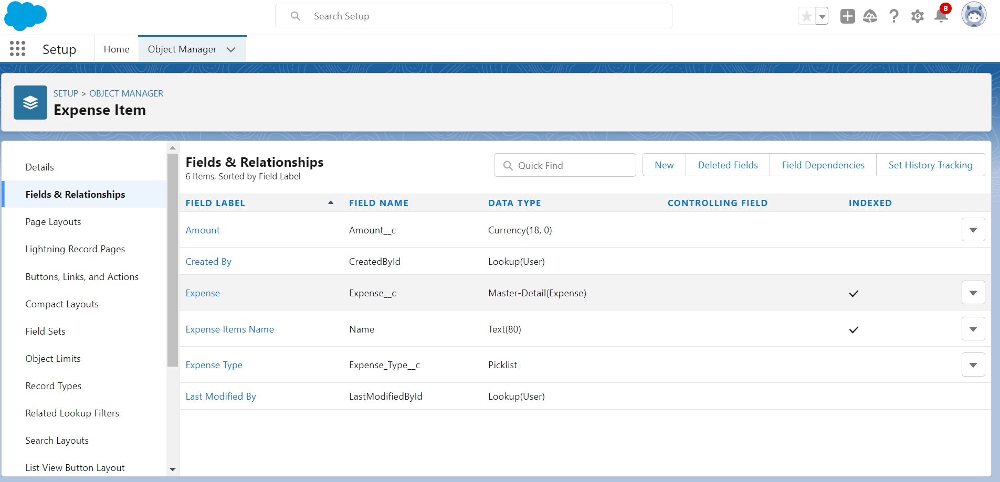 Search Setup
8
Setup
Home
Object Manager
SETUP > OBJECT MANAGER
Expense Item
Details
Fields & Relationships
Page Layouts
Lightning Record Pages
Buttons, Links, and Actions
Compact Layouts
Field Sets
Object Limits
Record Types
Related Lookup Filters
Search Layouts
List View Button Layout
Fields & Relationships
6 Items, Sorted by Field Label
Quick Find
New
Deleted Fields
Field Dependencies
Set History Tracking
FIELD LABEL FIELD NAME DATA TYPE CONTROLLING FIELD INDEXED
Amount Amount__c Currency(18, 0)
Created By CreatedById Lookup(User)
Expense Expense__c Master-Detail(Expense)
Expense Items Name Name Text(80)
Expense Type Expense_Type__c Picklist
Last Modified By LastModifiedById Lookup(User)